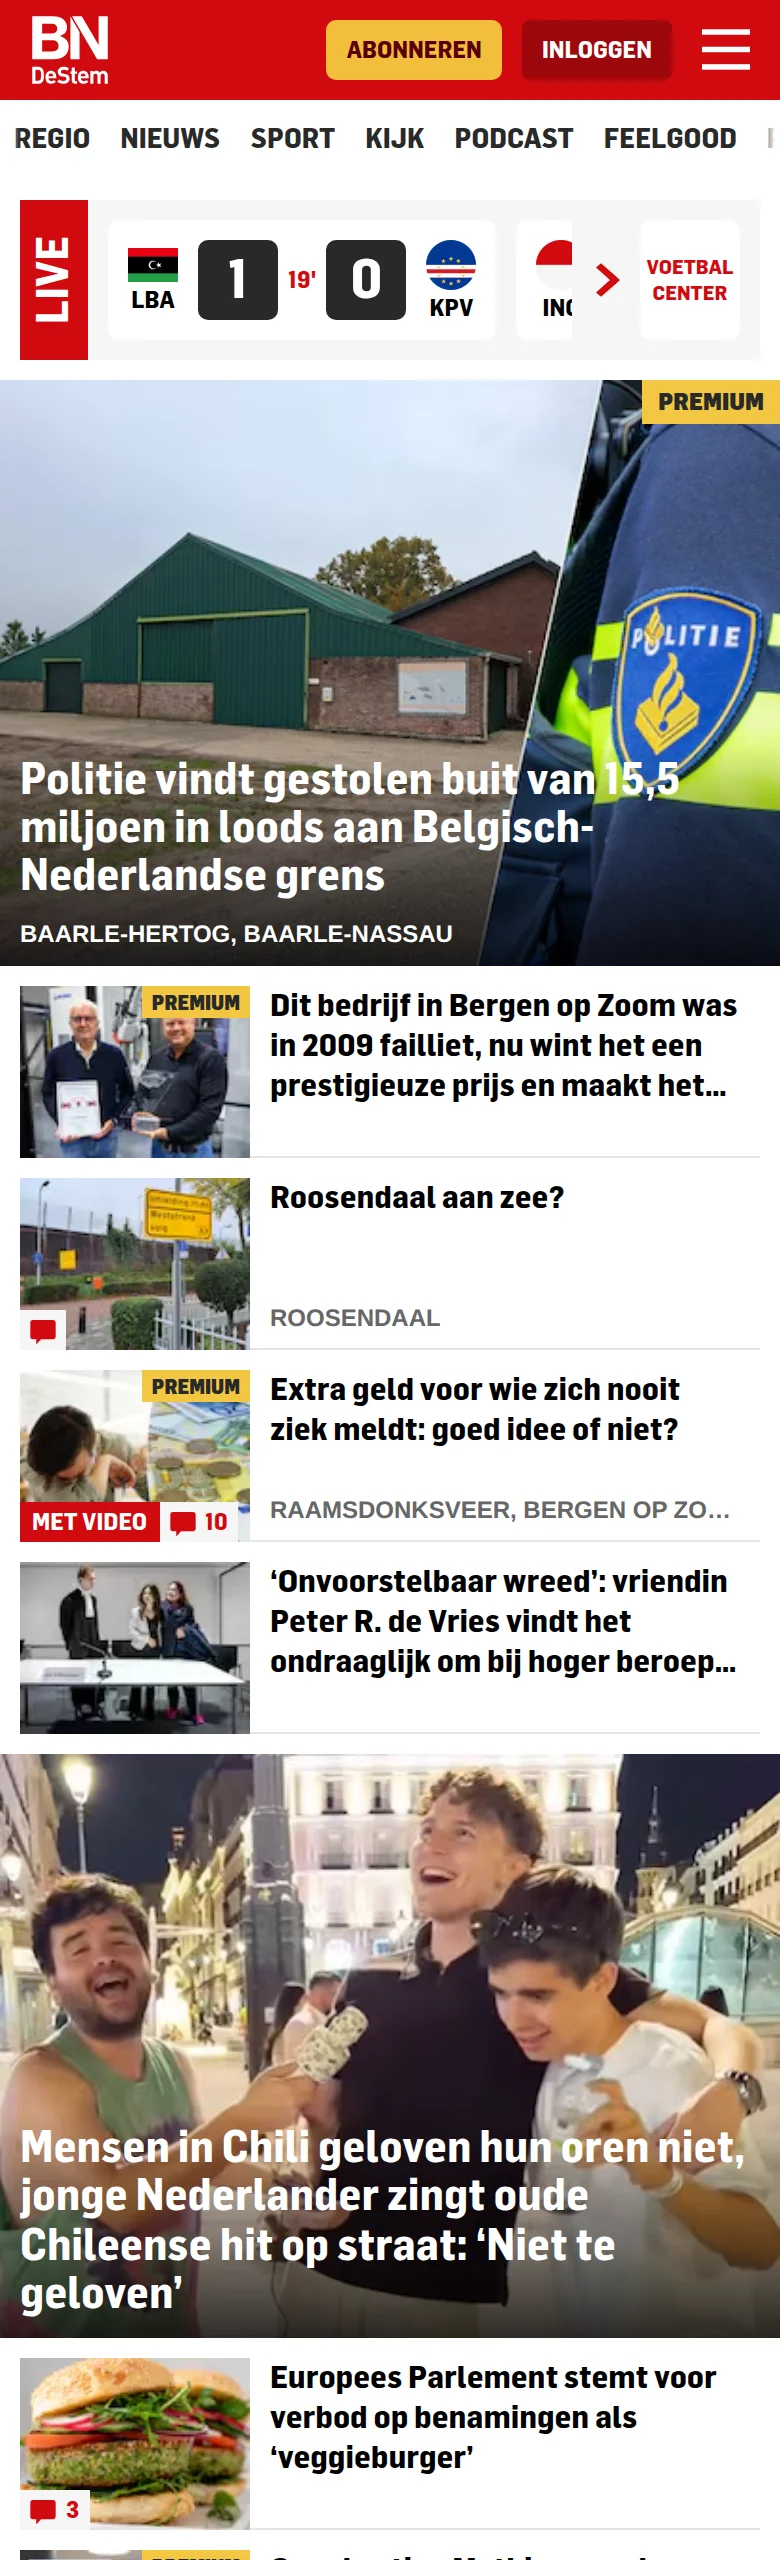 BN
DeStem
ABONNEREN
INLOGGEN
REGIO NIEUWS SPORT KIJK PODCAST FEELGOOD
LIVE
LBA
1
19'
0
KPV
VOETBAL
CENTER
PREMIUM
POLITIE
Politie vindt gestolen buit van 15,5
miljoen in loods aan Belgisch-
Nederlandse grens
BAARLE-HERTOG, BAARLE-NASSAU
PREMIUM
Dit bedrijf in Bergen op Zoom was
in 2009 failliet, nu wint het een
prestigieuze prijs en maakt het...
Roosendaal aan zee?
ROOSENDAAL
PREMIUM
MET VIDEO
10
Extra geld voor wie zich nooit
ziek meldt: goed idee of niet?
RAAMSDONKSVEER, BERGEN OP ZO...
‘Onvoorstelbaar wreed’: vriendin
Peter R. de Vries vindt het
ondraaglijk om bij hoger beroep...
Mensen in Chili geloven hun oren niet,
jonge Nederlander zingt oude
Chileense hit op straat: ‘Niet te
geloven’
Europees Parlement stemt voor
verbod op benamingen als
‘veggieburger’
3